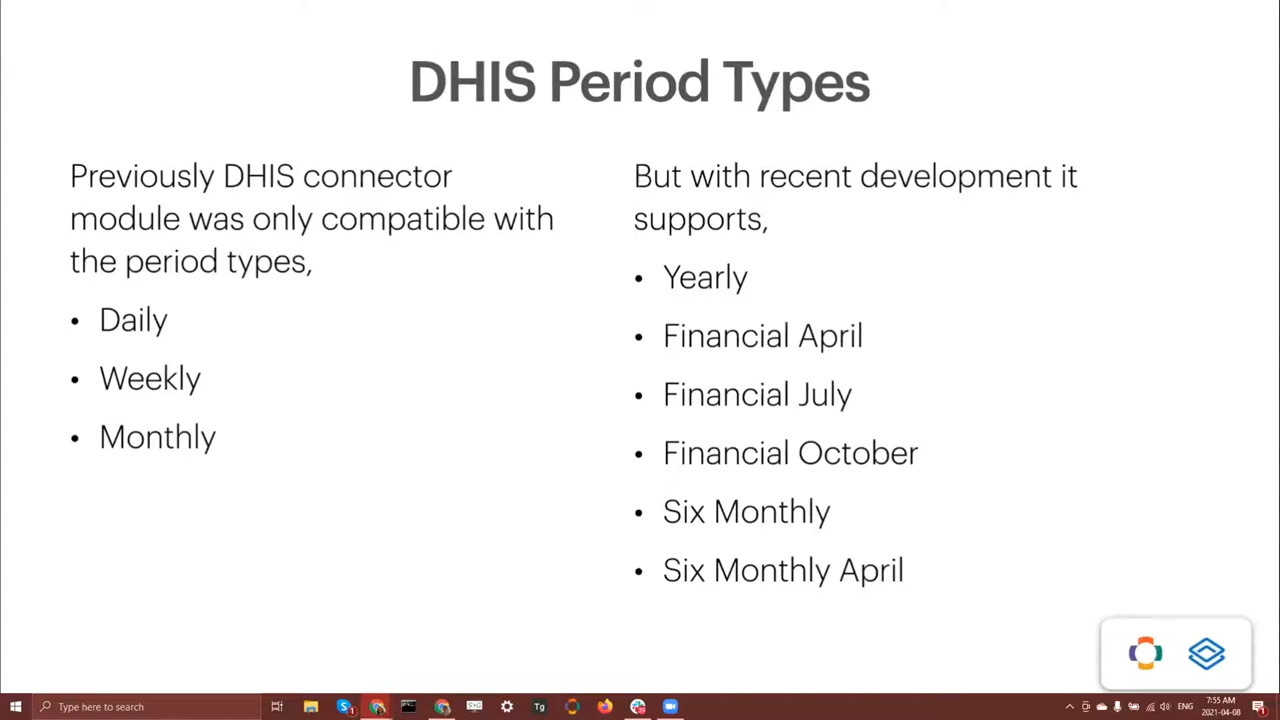 DHIS Period Types
Previously DHIS connector
module was only compatible with
the period types,
• Daily
• Weekly
• Monthly
But with recent development it
supports,
• Yearly
• Financial April
• Financial July
• Financial October
• Six Monthly
• Six Monthly April
Type here to search
Tg
ENG
7:55 AM
2021-04-08